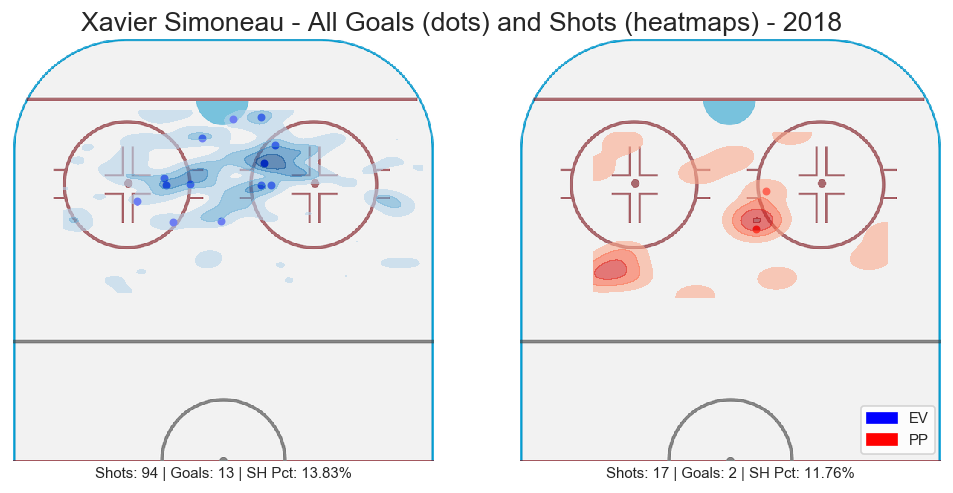 Xavier Simoneau - All Goals (dots) and Shots (heatmaps) - 2018
EV
PP
Shots: 94 | Goals: 13 | SH Pct: 13.83%
Shots: 17 | Goals: 2 | SH Pct: 11.76%